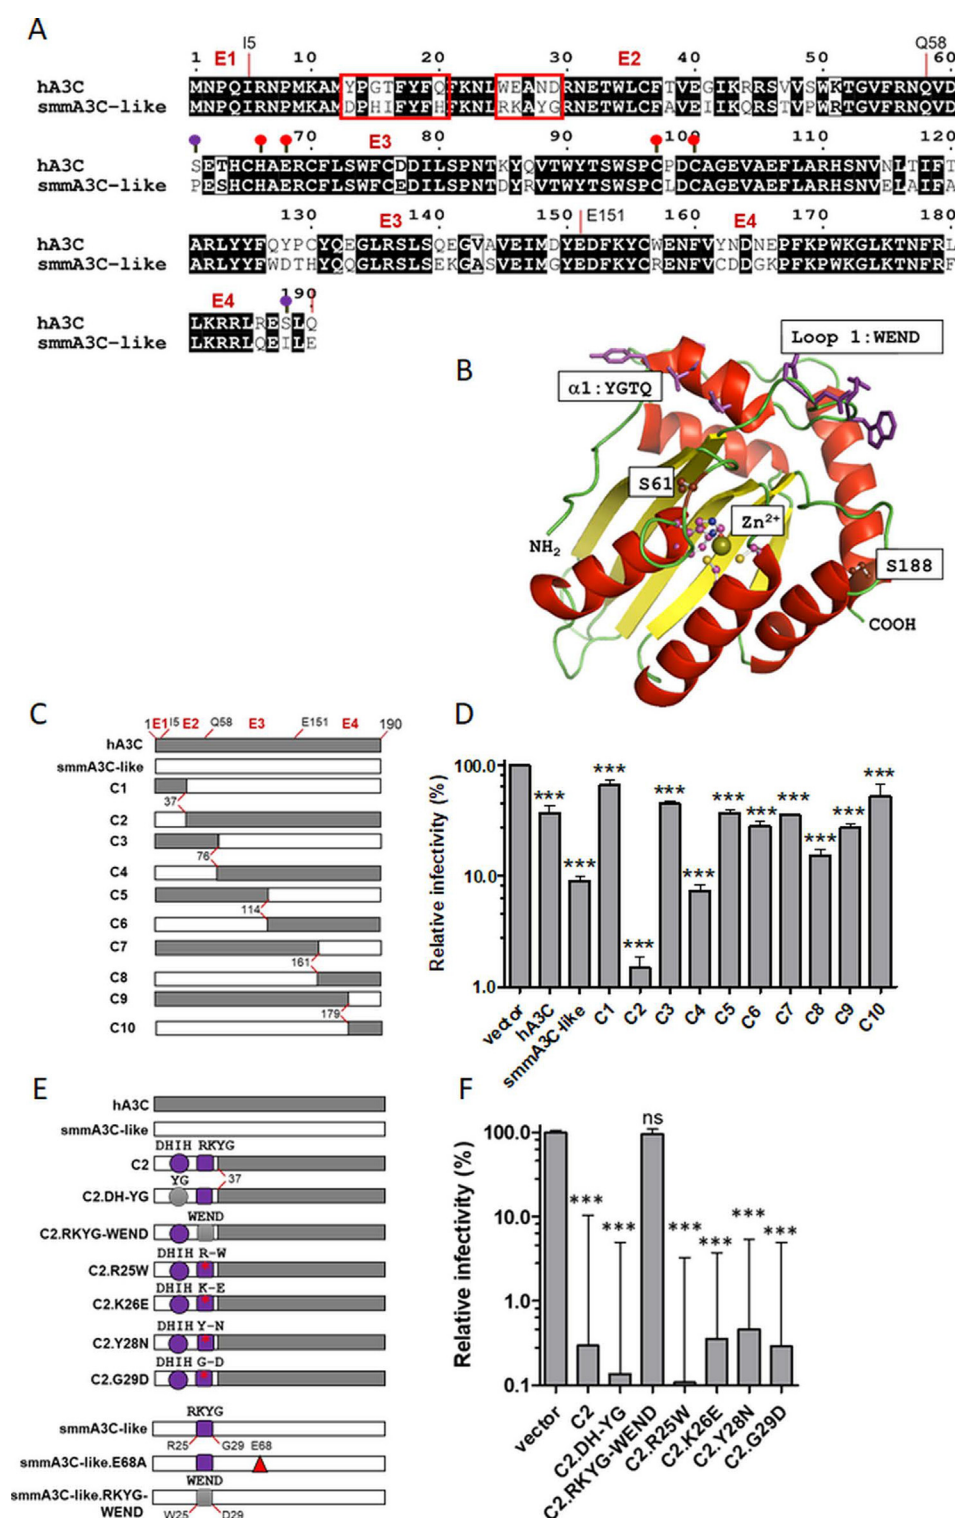 A
E1 I5 E2 Q58
1 10 20 30 40 50 60
hA3C MNPQIRNPMKAMYPGTFYFQFKNLWEANDRNETWLCFTVEGIKRRSVVSWKTGVFRNQVD
smmA3C-like MNPQIRNPMKAMDPHIFYFHFKNLRKAYGRNETWLCFAVEIIKQRSTVPWRTGVFRNQVD
70 80 90 100 110 120
E3
hA3C SETHCHAERCFLSWFCDDILSPNTKYQVTWYTSWSPCPDCAGEVAEFLARHSNVNLTIFT
smmA3C-like PESHCHAERCFLSWFCEDILSPNTDYRVTWYTSWSPCLDCAGEVAEFLARHSNVELAIFA
130 E3 140 150 E151 160 E4 170 180
hA3C ARLYYFQYPCYQEGLRSLSQEGVAVEIMDYEDFKYCWENFVYNDNEPFKPWKGLKTNFRL
smmA3C-like ARLYYFWDTHYQQGLRSLSEKGASVEIMGYEDFKYCRENFVCDDGKPFKPWKGLKTNFRF
E4 190
hA3C LKRRLRESLQ
smmA3C-like LKRRLQEILE
B
Loop 1:WEND
α1:YGTQ
S61
Zn2+
NH2
S188
COOH
C
1 E1 I5 E2 Q58 E3 E151 E4 190
hA3C
smmA3C-like
C1
37
C2
C3
76
C4
C5
114
C6
C7
161
C8
C9
179
C10
D
Relative infectivity (%)
100.0
10.0
1.0
***
***
***
***
***
***
***
***
***
***
***
***
vector
hA3C
smmA3C-like
C1
C2
C3
C4
C5
C6
C7
C8
C9
C10
E
hA3C
smmA3C-like
DHIH RKYG
C2
37
YG
C2.DH-YG
WEND
C2.RKYG-WEND
DHIH R-W
C2.R25W
DHIH K-E
C2.K26E
DHIH Y-N
C2.Y28N
DHIH G-D
C2.G29D
RKYG
smmA3C-like
R25 G29 E68
smmA3C-like.E68A
WEND
smmA3C-like.RKYG-
WEND
W25 D29
F
Relative infectivity (%)
100.0
10.0
1.0
0.1
***
***
ns
***
***
***
***
vector
C2
C2.DH-YG
C2.RKYG-WEND
C2.R25W
C2.K26E
C2.Y28N
C2.G29D